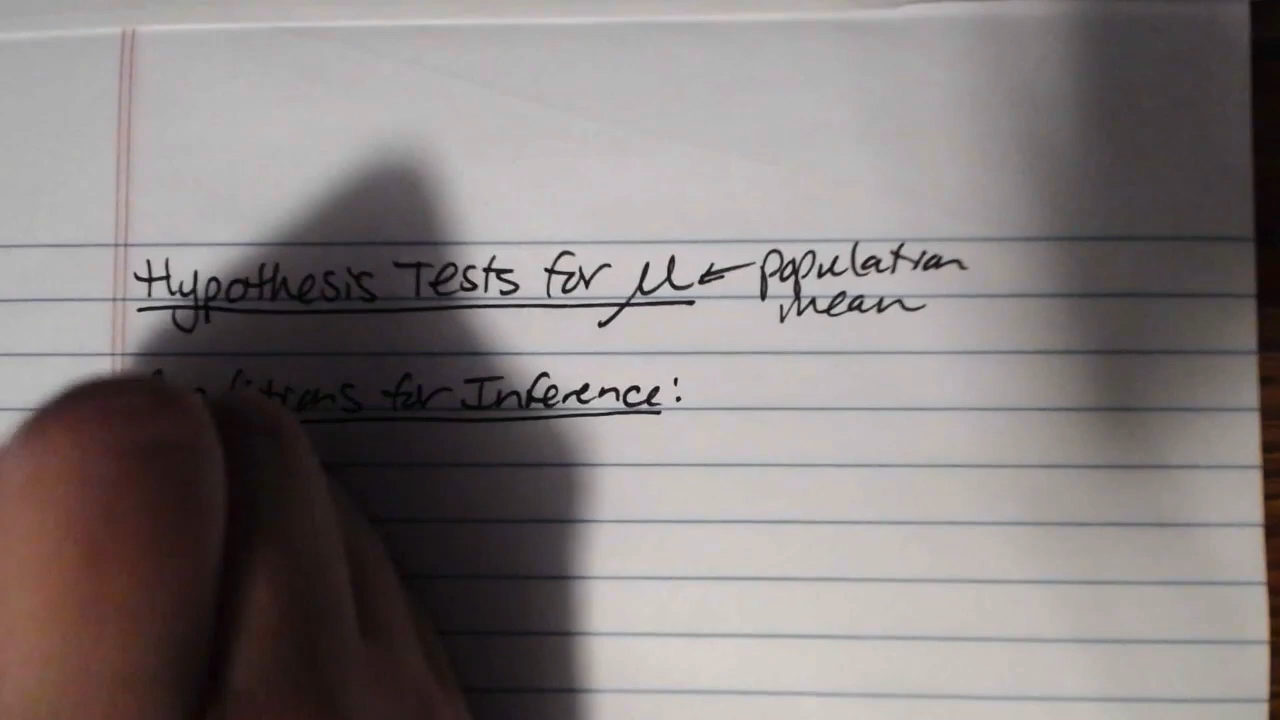 Hypothesis Tests for μ ← population
mean
for Inference: